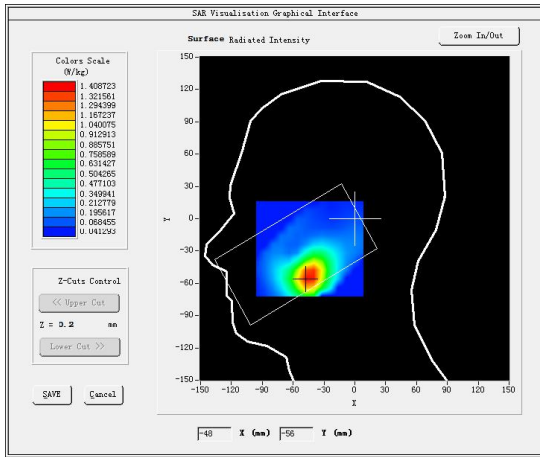 SAR Visualisation Graphical Interface
Surface Radiated Intensity
Zoom In/Out
Colors Scale
(W/kg)
1.408723
1.321561
1.294399
1.167237
1.040075
0.912913
0.885751
0.758589
0.631427
0.504265
0.477103
0.349941
0.212779
0.195617
0.068455
0.041293
Z-Cuts Control
<< Upper Cut
Z = 0.2 mm
Lower Cut >>
SAVE Cancel
150
120
90
60
30
0
-30
-60
-90
-120
-150
Y
-150 -120 -90 -60 -30 0 30 60 90 120 150
X
-48 X (mm) -56 Y (mm)